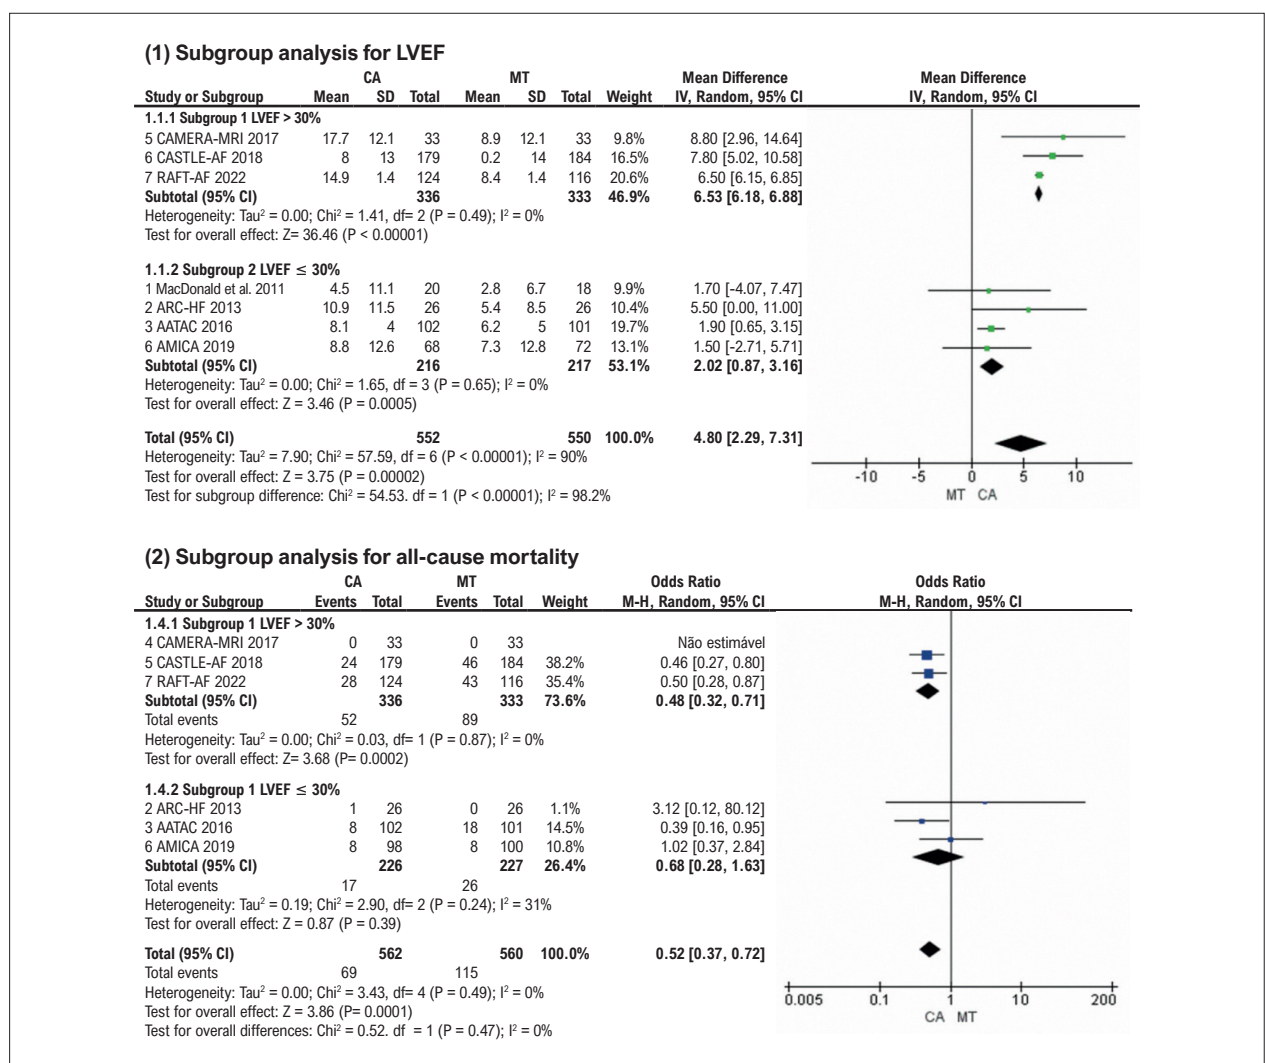 (1) Subgroup analysis for LVEF
CA MT Mean Difference Mean Difference
Study or Subgroup Mean SD Total Mean SD Total Weight IV, Random, 95% CI IV, Random, 95% CI
1.1.1 Subgroup 1 LVEF > 30%
5 CAMERA-MRI 2017 17.7 12.1 33 8.9 12.1 33 9.8% 8.80 [2.96, 14.64]
6 CASTLE-AF 2018 8 13 179 0.2 14 184 16.5% 7.80 [5.02, 10.58]
7 RAFT-AF 2022 14.9 1.4 124 8.4 1.4 116 20.6% 6.50 [6.15, 6.85]
Subtotal (95% CI) 336 333 46.9% 6.53 [6.18, 6.88]
Heterogeneity: Tau² = 0.00; Chi² = 1.41, df= 2 (P = 0.49); I² = 0%
Test for overall effect: Z= 36.46 (P < 0.00001)
1.1.2 Subgroup 2 LVEF ≤ 30%
1 MacDonald et al. 2011 4.5 11.1 20 2.8 6.7 18 9.9% 1.70 [-4.07, 7.47]
2 ARC-HF 2013 10.9 11.5 26 5.4 8.5 26 10.4% 5.50 [0.00, 11.00]
3 AATAC 2016 8.1 4 102 6.2 5 101 19.7% 1.90 [0.65, 3.15]
6 AMICA 2019 8.8 12.6 68 7.3 12.8 72 13.1% 1.50 [-2.71, 5.71]
Subtotal (95% CI) 216 217 53.1% 2.02 [0.87, 3.16]
Heterogeneity: Tau² = 0.00; Chi² = 1.65, df = 3 (P = 0.65); I² = 0%
Test for overall effect: Z = 3.46 (P = 0.0005)
Total (95% CI) 552 550 100.0% 4.80 [2.29, 7.31]
Heterogeneity: Tau² = 7.90; Chi² = 57.59, df = 6 (P < 0.00001); I² = 90%
Test for overall effect: Z = 3.75 (P = 0.00002)
Test for subgroup difference: Chi² = 54.53. df = 1 (P < 0.00001); I² = 98.2%
-10 -5 0 5 10
MT CA
(2) Subgroup analysis for all-cause mortality
CA MT Odds Ratio Odds Ratio
Study or Subgroup Events Total Events Total Weight M-H, Random, 95% CI M-H, Random, 95% CI
1.4.1 Subgroup 1 LVEF > 30%
4 CAMERA-MRI 2017 0 33 0 33 Não estimável
5 CASTLE-AF 2018 24 179 46 184 38.2% 0.46 [0.27, 0.80]
7 RAFT-AF 2022 28 124 43 116 35.4% 0.50 [0.28, 0.87]
Subtotal (95% CI) 336 333 73.6% 0.48 [0.32, 0.71]
Total events 52 89
Heterogeneity: Tau² = 0.00; Chi² = 0.03, df= 1 (P = 0.87); I² = 0%
Test for overall effect: Z= 3.68 (P= 0.0002)
1.4.2 Subgroup 1 LVEF ≤ 30%
2 ARC-HF 2013 1 26 0 26 1.1% 3.12 [0.12, 80.12]
3 AATAC 2016 8 102 18 101 14.5% 0.39 [0.16, 0.95]
6 AMICA 2019 8 98 8 100 10.8% 1.02 [0.37, 2.84]
Subtotal (95% CI) 226 227 26.4% 0.68 [0.28, 1.63]
Total events 17 26
Heterogeneity: Tau² = 0.19; Chi² = 2.90, df= 2 (P = 0.24); I² = 31%
Test for overall effect: Z = 0.87 (P = 0.39)
Total (95% CI) 562 560 100.0% 0.52 [0.37, 0.72]
Total events 69 115
Heterogeneity: Tau² = 0.00; Chi² = 3.43, df= 4 (P = 0.49); I² = 0%
Test for overall effect: Z = 3.86 (P= 0.0001)
Test for overall differences: Chi² = 0.52. df = 1 (P = 0.47); I² = 0%
0.005 0.1 1 10 200
CA MT